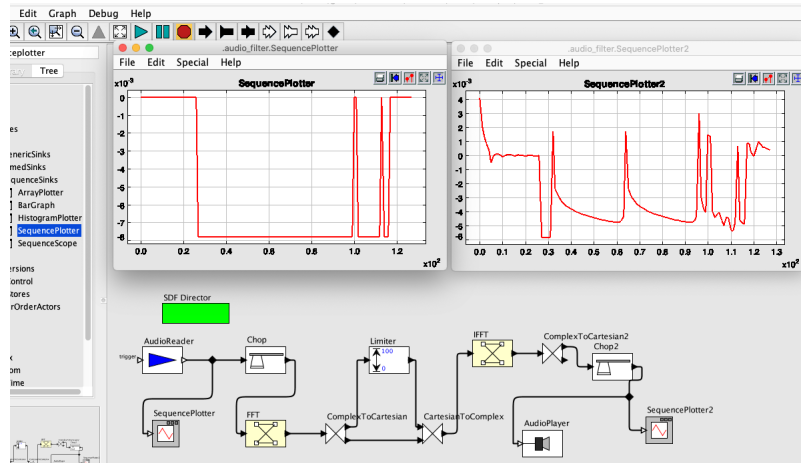 Edit Graph Debug Help
ceplotter
Tree
es
enericSinks
medSinks
quenceSinks
ArrayPlotter
BarGraph
HistogramPlotter
SequencePlotter
SequenceScope
ersions
Control
tores
rOrderActors
x
om
Time
.audio_filter.SequencePlotter
File Edit Special Help
x10⁻³
SequencePlotter
0
-1
-2
-3
-4
-5
-6
-7
-8
0.0 0.2 0.4 0.6 0.8 1.0 1.2
x10²
.audio_filter.SequencePlotter2
File Edit Special Help
x10⁻³
SequencePlotter2
4
3
2
1
0
-1
-2
-3
-4
-5
-6
0.0 0.1 0.2 0.3 0.4 0.5 0.6 0.7 0.8 0.9 1.0 1.1 1.2 1.3
x10²
SDF Director
AudioReader
trigger
Chop
Limiter
100
0
IFFT
ComplexToCartesian2
Chop2
SequencePlotter
FFT
ComplexToCartesian
CartesianToComplex
AudioPlayer
SequencePlotter2